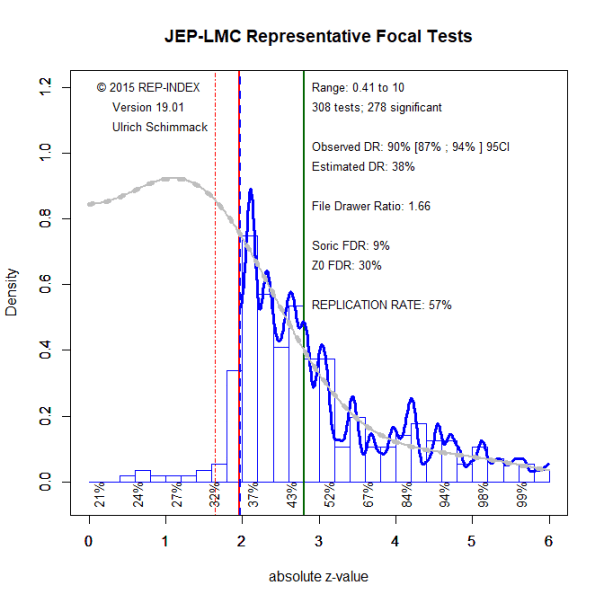 JEP-LMC Representative Focal Tests
© 2015 REP-INDEX
Version 19.01
Ulrich Schimmack
Range: 0.41 to 10
308 tests; 278 significant
Observed DR: 90% [87% ; 94% ] 95CI
Estimated DR: 38%
File Drawer Ratio: 1.66
Soric FDR: 9%
Z0 FDR: 30%
REPLICATION RATE: 57%
Density
1.2
1.0
0.8
0.6
0.4
0.2
0.0
21% 24% 27% 32% 37% 43% 52% 67% 84% 94% 98% 99%
0 1 2 3 4 5 6
absolute z-value